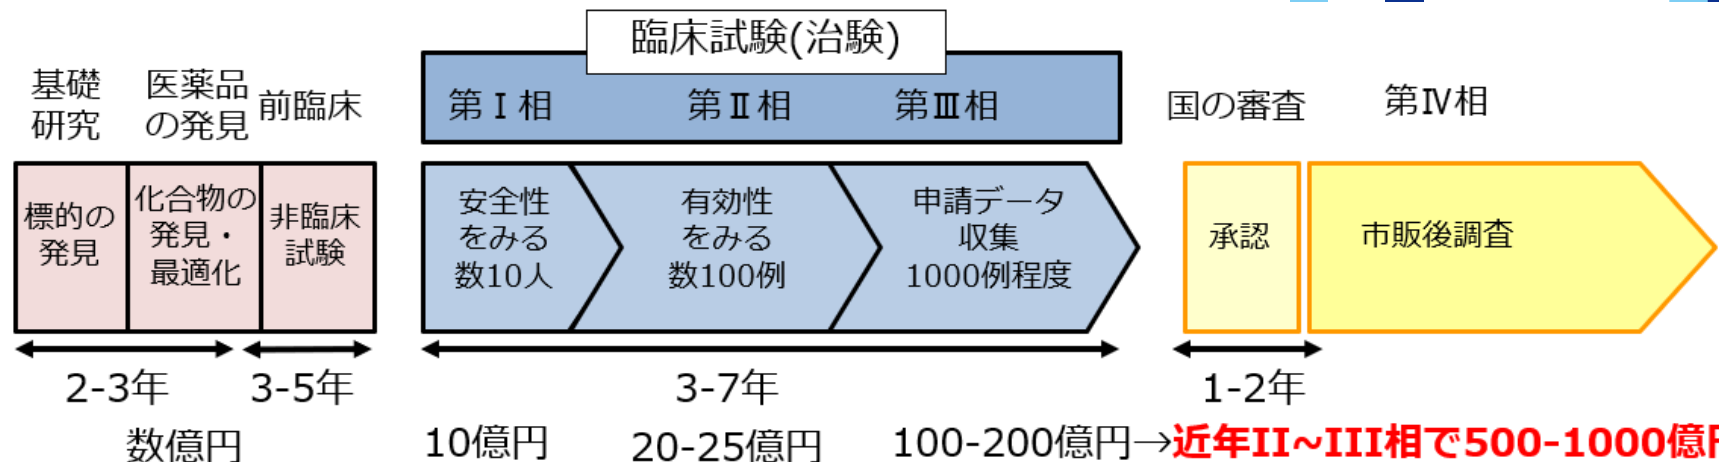 臨床試験(治験)
基礎
研究
医薬品
の発見
前臨床
第Ⅰ相
第Ⅱ相
第Ⅲ相
国の審査
第Ⅳ相
標的の
発見
化合物の
発見・
最適化
非臨床
試験
安全性
をみる
数10人
有効性
をみる
数100例
申請データ
収集
1000例程度
承認
市販後調査
2-3年
3-5年
3-7年
1-2年
数億円
10億円
20-25億円
100-200億円→近年II~III相で500-1000億円